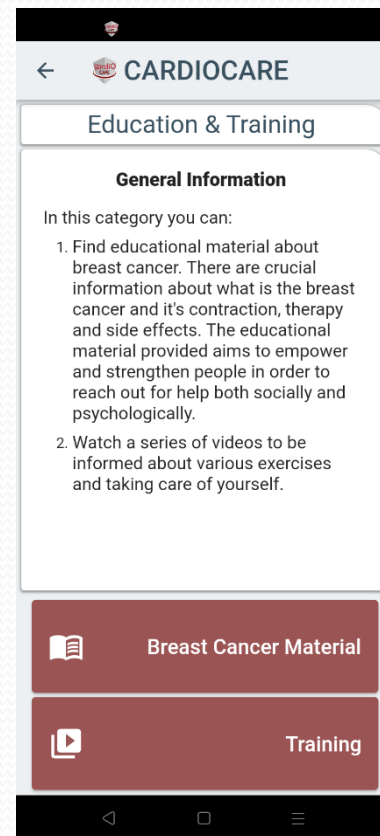 CARDIOCARE
Education & Training
General Information
In this category you can:
1. Find educational material about
breast cancer. There are crucial
information about what is the breast
cancer and it's contraction, therapy
and side effects. The educational
material provided aims to empower
and strengthen people in order to
reach out for help both socially and
psychologically.
2. Watch a series of videos to be
informed about various exercises
and taking care of yourself.
Breast Cancer Material
Training